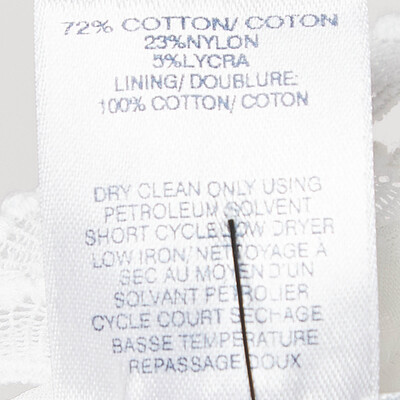 72% COTTON/ COTON
23%NYLON
5%LYCRA
LINING/ DOUBLURE:
100% COTTON/ COTON
DRY CLEAN ONLY USING
PETROLEUM SOLVENT
SHORT CYCLE LOW DRYER
LOW IRON/ NETTOYAGE À
SEC AU MOYEN D'UN
SOLVANT PETROLIER
CYCLE COURT SECHAGE
BASSE TEMPERATURE
REPASSAGE DOUX